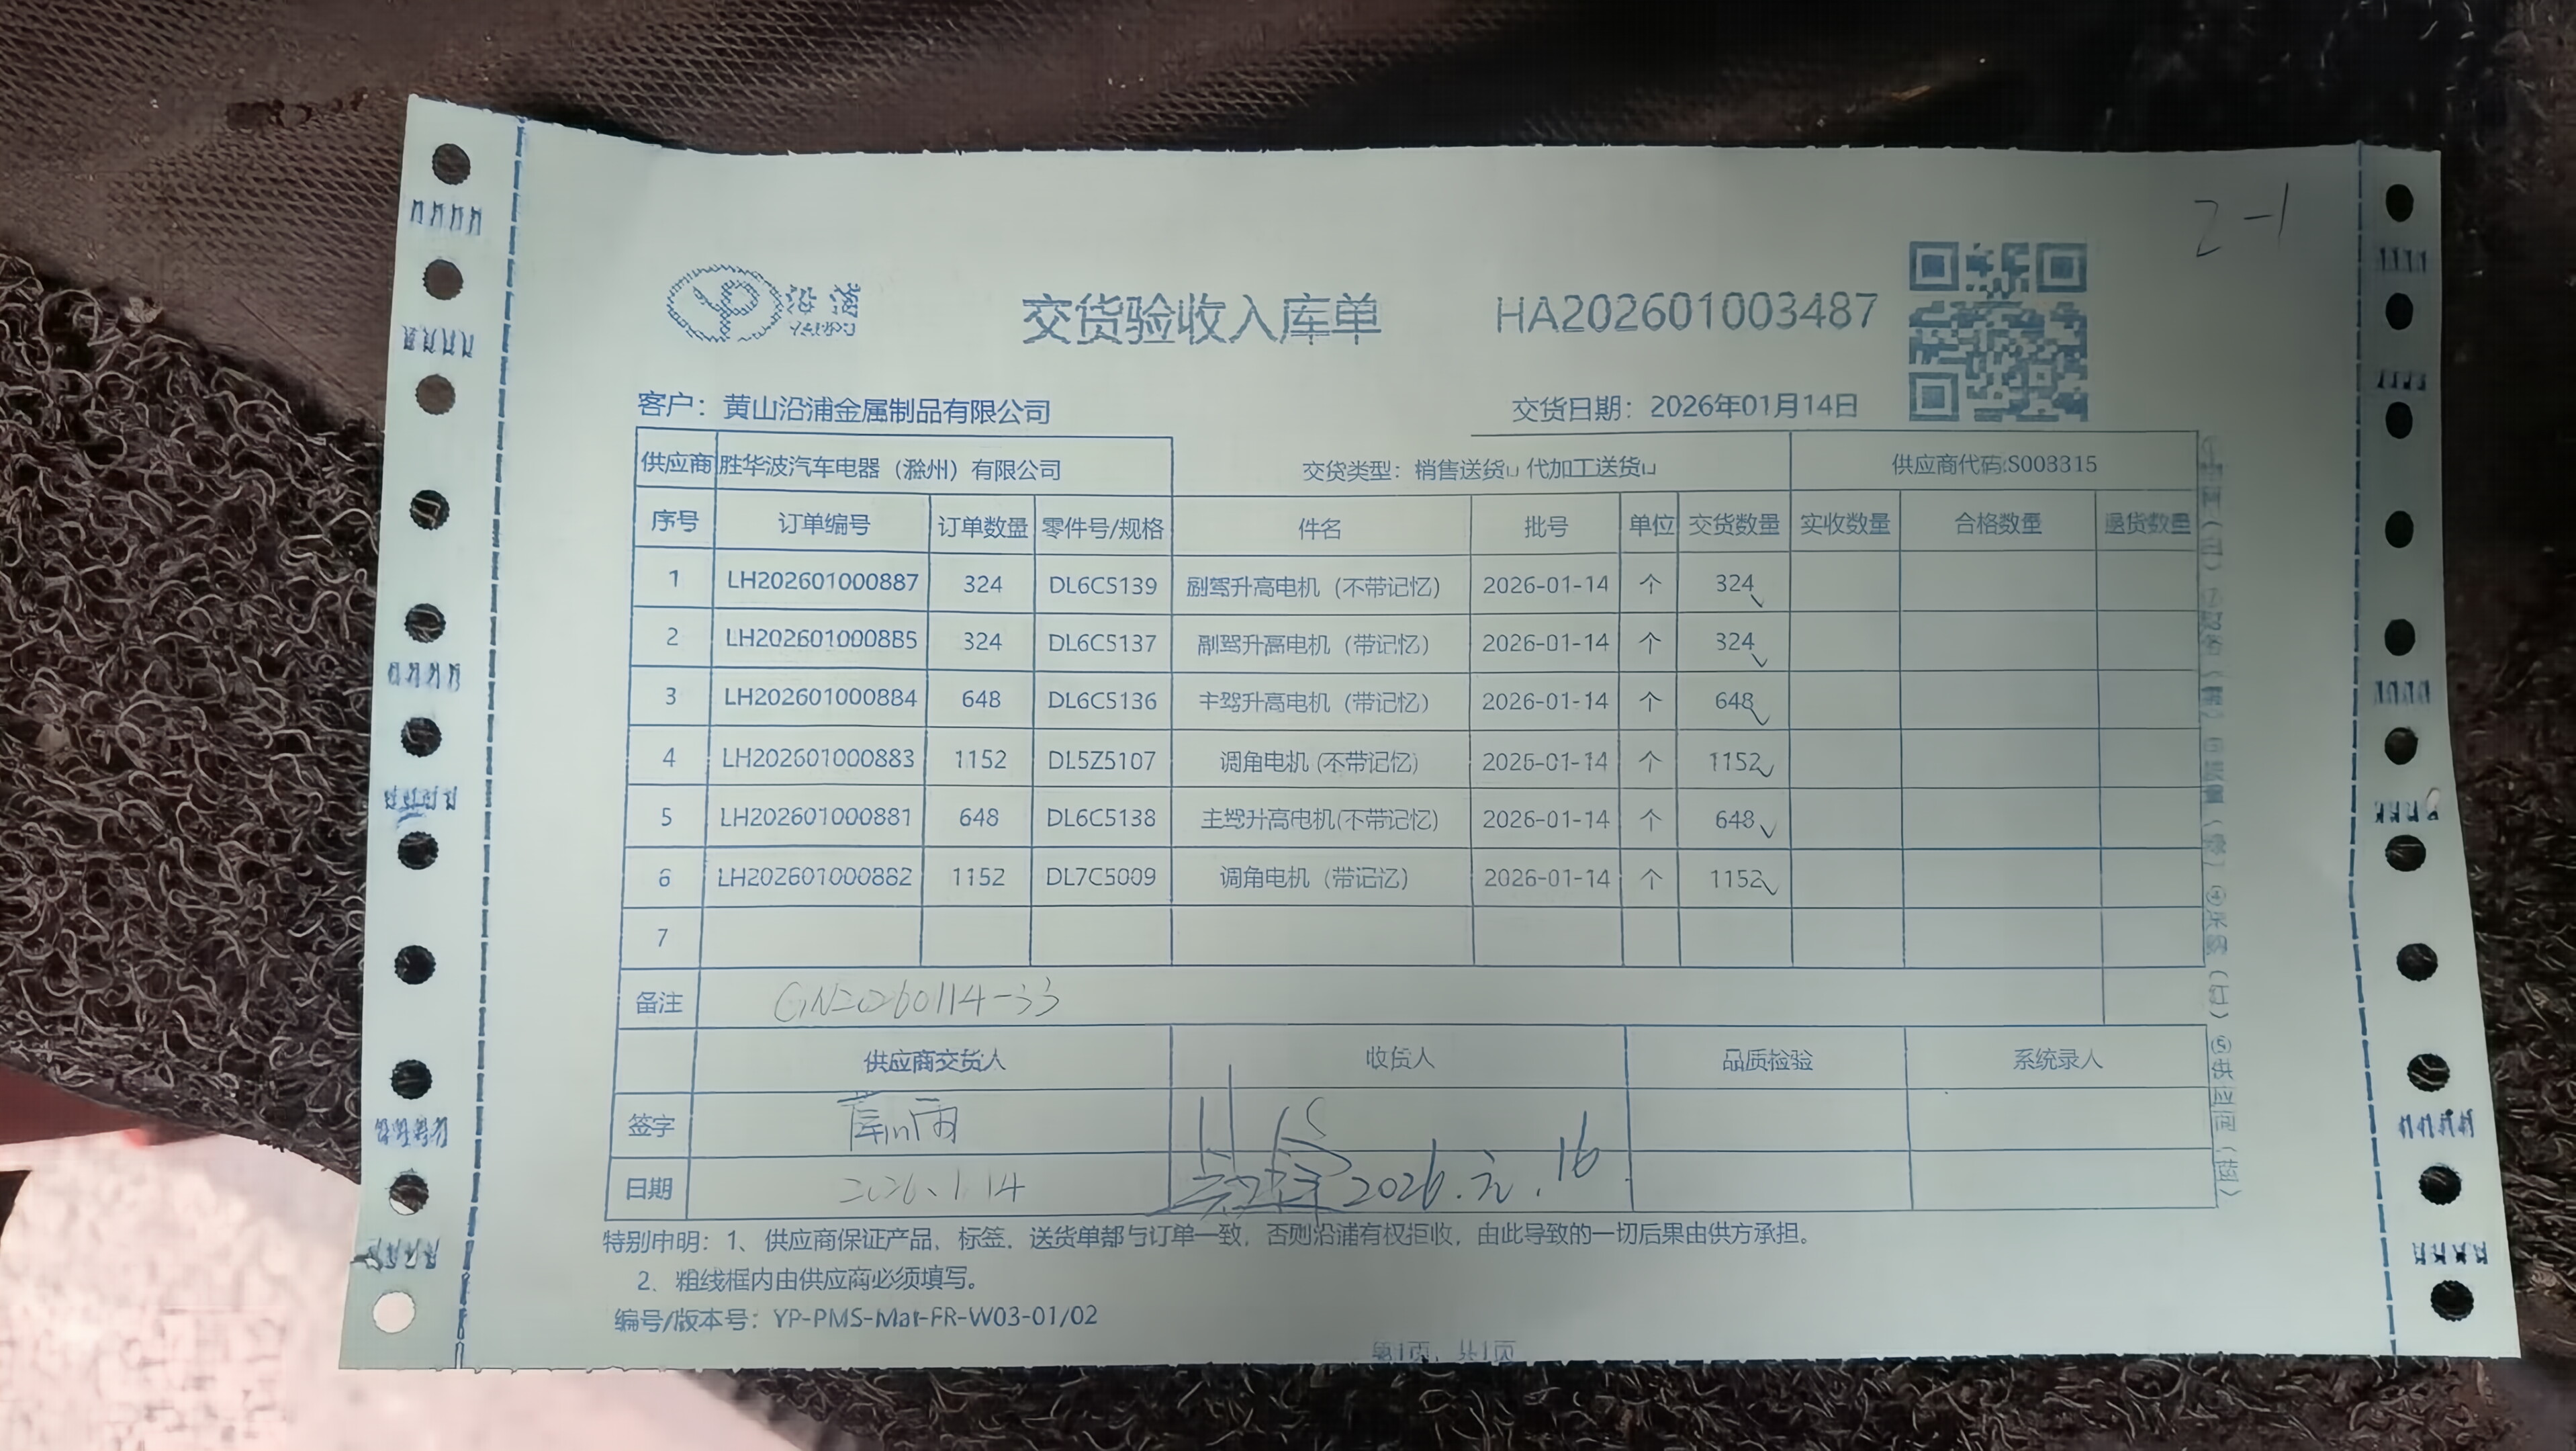 2-1
沿浦
YANPU
交货验收入库单
HA202601003487
客户：黄山沿浦金属制品有限公司
交货日期：2026年01月14日
供应商 胜华波汽车电器（滁州）有限公司 交货类型：销售送货□ 代加工送货□ 供应商代码:S003315
序号 订单编号 订单数量 零件号/规格 件名 批号 单位 交货数量 实收数量 合格数量 退货数量
1 LH202601000887 324 DL6C5139 副驾升高电机（不带记忆） 2026-01-14 个 324
2 LH202601000885 324 DL6C5137 副驾升高电机（带记忆） 2026-01-14 个 324
3 LH202601000884 648 DL6C5136 主驾升高电机（带记忆） 2026-01-14 个 648
4 LH202601000883 1152 DL5Z5107 调角电机（不带记忆） 2026-01-14 个 1152
5 LH202601000881 648 DL6C5138 主驾升高电机(不带记忆) 2026-01-14 个 648
6 LH202601000882 1152 DL7C5009 调角电机（带记忆） 2026-01-14 个 1152
7
备注 GN20260114-33
供应商交货人 收货人 品质检验 系统录入
签字
日期 2026.1.14 2026.元.16
特别申明：1、供应商保证产品、标签、送货单都与订单一致，否则沿浦有权拒收，由此导致的一切后果由供方承担。
2、粗线框内由供应商必须填写。
编号/版本号：YP-PMS-Mat-FR-W03-01/02
第1页，共1页